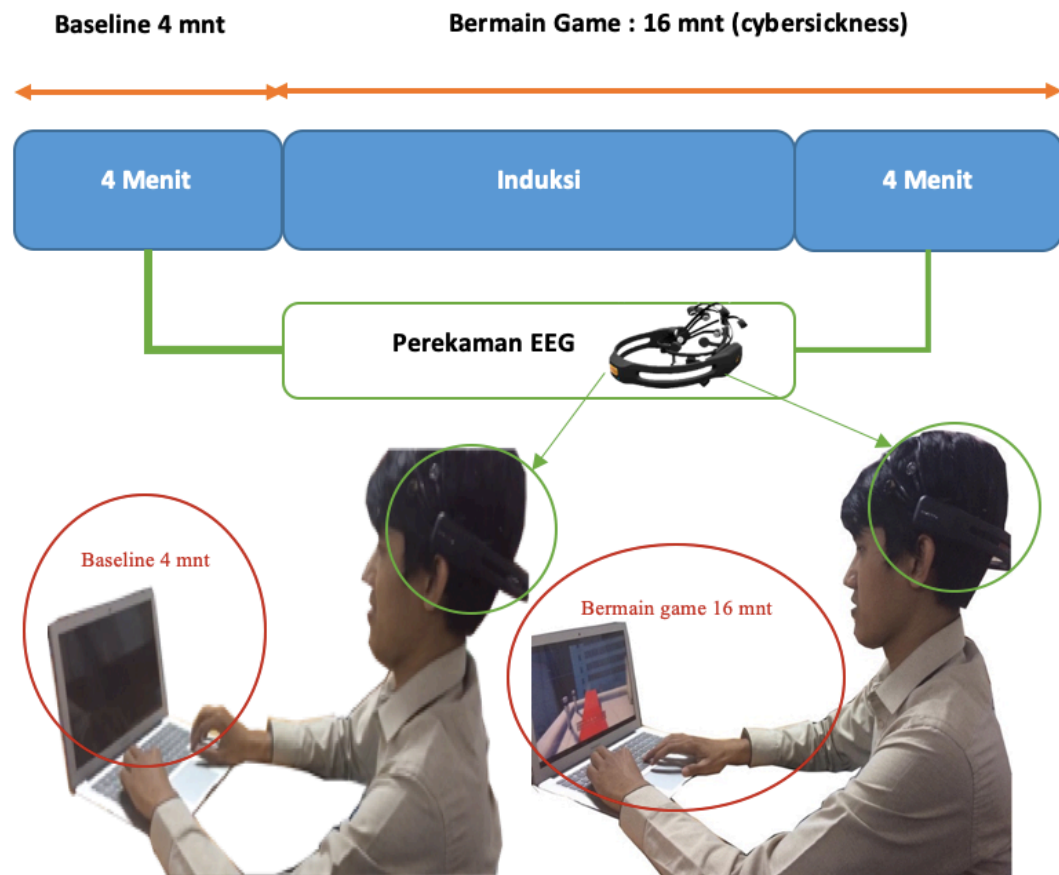 Baseline 4 mnt
Bermain Game : 16 mnt (cybersickness)
4 Menit
Induksi
4 Menit
Perekaman EEG
Baseline 4 mnt
Bermain game 16 mnt